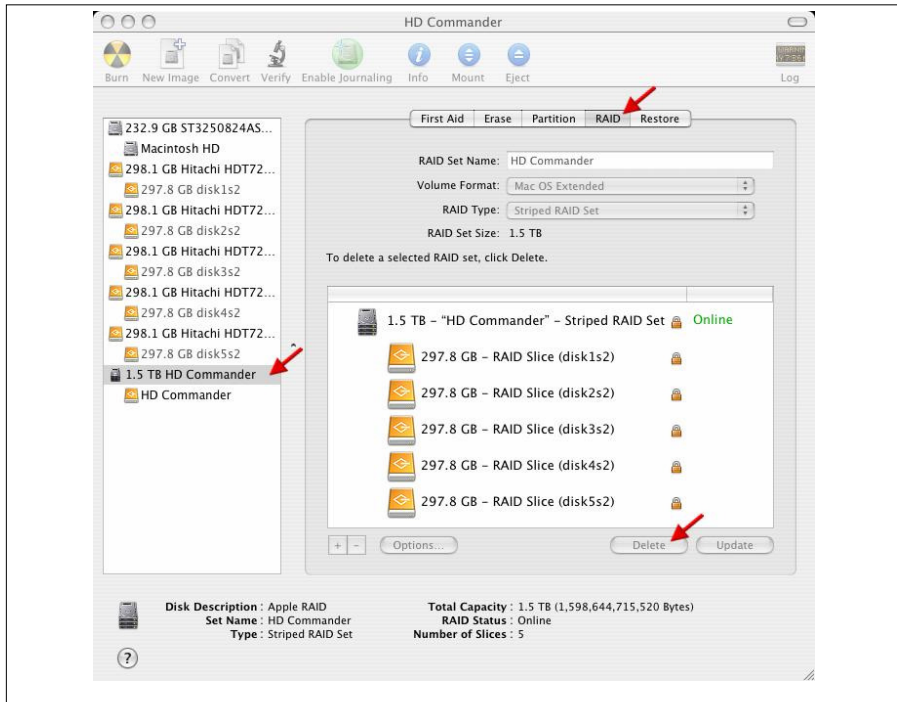 HD Commander
Burn New Image Convert Verify Enable Journaling Info Mount Eject Log
First Aid Erase Partition RAID Restore
232.9 GB ST3250824AS...
Macintosh HD
298.1 GB Hitachi HDT72...
297.8 GB disk1s2
298.1 GB Hitachi HDT72...
297.8 GB disk2s2
298.1 GB Hitachi HDT72...
297.8 GB disk3s2
298.1 GB Hitachi HDT72...
297.8 GB disk4s2
298.1 GB Hitachi HDT72...
297.8 GB disk5s2
1.5 TB HD Commander
HD Commander
RAID Set Name: HD Commander
Volume Format: Mac OS Extended
RAID Type: Striped RAID Set
RAID Set Size: 1.5 TB
To delete a selected RAID set, click Delete.
1.5 TB – “HD Commander” – Striped RAID Set Online
297.8 GB – RAID Slice (disk1s2)
297.8 GB – RAID Slice (disk2s2)
297.8 GB – RAID Slice (disk3s2)
297.8 GB – RAID Slice (disk4s2)
297.8 GB – RAID Slice (disk5s2)
+ - Options... Delete Update
Disk Description : Apple RAID
Set Name : HD Commander
Type : Striped RAID Set
Total Capacity : 1.5 TB (1,598,644,715,520 Bytes)
RAID Status : Online
Number of Slices : 5
?